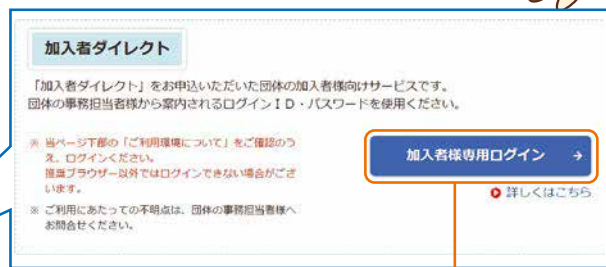 加入者ダイレクト
「加入者ダイレクト」をお申込いただいた団体の加入者様向けサービスです。
団体の事務担当者様から案内されるログインＩＤ・パスワードを使用ください。
※ 当ページ下部の「ご利用環境について」をご確認のう
え、ログインください。
推奨ブラウザー以外ではログインできない場合がござ
います。
※ ご利用にあたっての不明点は、団体の事務担当者様へ
お問合せください。
加入者様専用ログイン →
詳しくはこちら